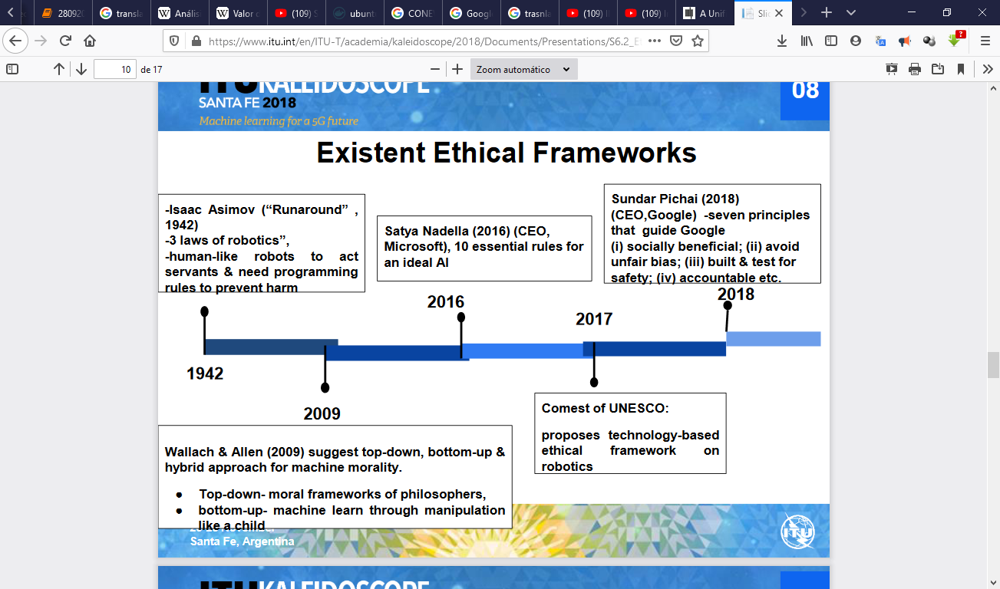 280920
transla
Anális
Valor c
(109) S
ubunt
CONE
Googl
trasnla
(109) I
(109) I
A Unif
Slic
https://www.itu.int/en/ITU-T/academia/kaleidoscope/2018/Documents/Presentations/S6.2_E
10 de 17
Zoom automático
ITU KALEIDOSCOPE
SANTA FE 2018
Machine learning for a 5G future
08
Existent Ethical Frameworks
-Isaac Asimov (“Runaround” ,
1942)
-3 laws of robotics”,
-human-like robots to act
servants & need programming
rules to prevent harm
Satya Nadella (2016) (CEO,
Microsoft), 10 essential rules for
an ideal AI
Sundar Pichai (2018)
(CEO,Google) -seven principles
that guide Google
(i) socially beneficial; (ii) avoid
unfair bias; (iii) built & test for
safety; (iv) accountable etc.
2018
2016
2017
1942
2009
Wallach & Allen (2009) suggest top-down, bottom-up &
hybrid approach for machine morality.
● Top-down- moral frameworks of philosophers,
● bottom-up- machine learn through manipulation
like a child
Comest of UNESCO:
proposes technology-based
ethical framework on
robotics
Santa Fe, Argentina
ITU
ITU KALEIDOSCOPE